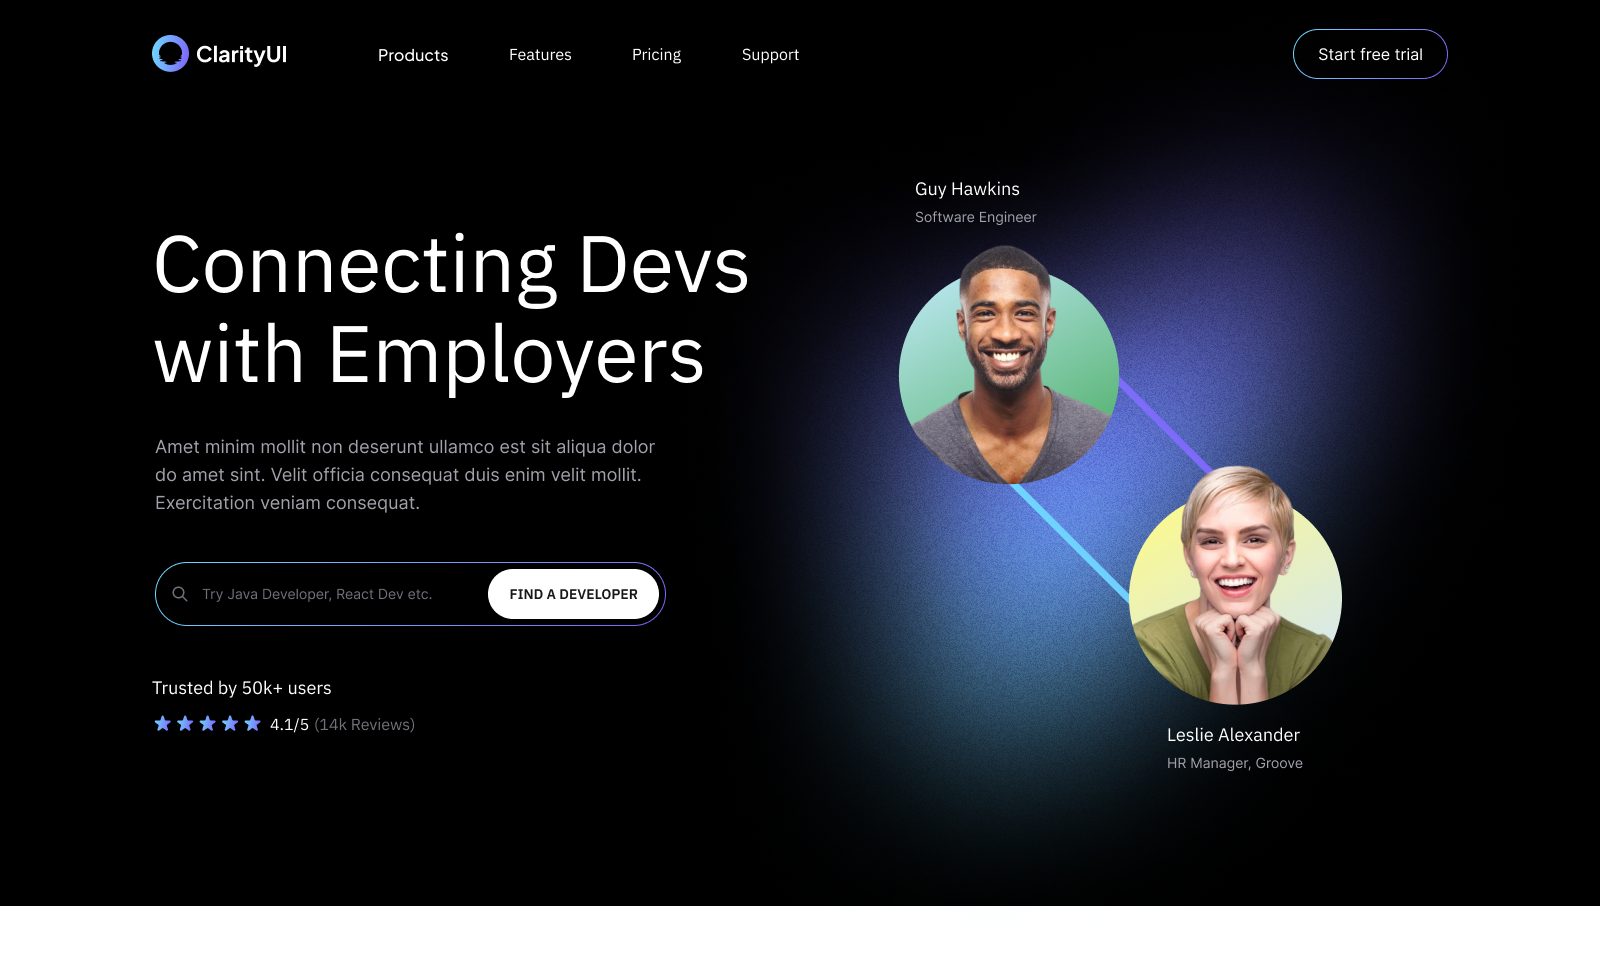 ClarityUI
Products
Features
Pricing
Support
Start free trial
Connecting Devs
with Employers
Amet minim mollit non deserunt ullamco est sit aliqua dolor
do amet sint. Velit officia consequat duis enim velit mollit.
Exercitation veniam consequat.
Try Java Developer, React Dev etc.
FIND A DEVELOPER
Trusted by 50k+ users
4.1/5 (14k Reviews)
Guy Hawkins
Software Engineer
Leslie Alexander
HR Manager, Groove